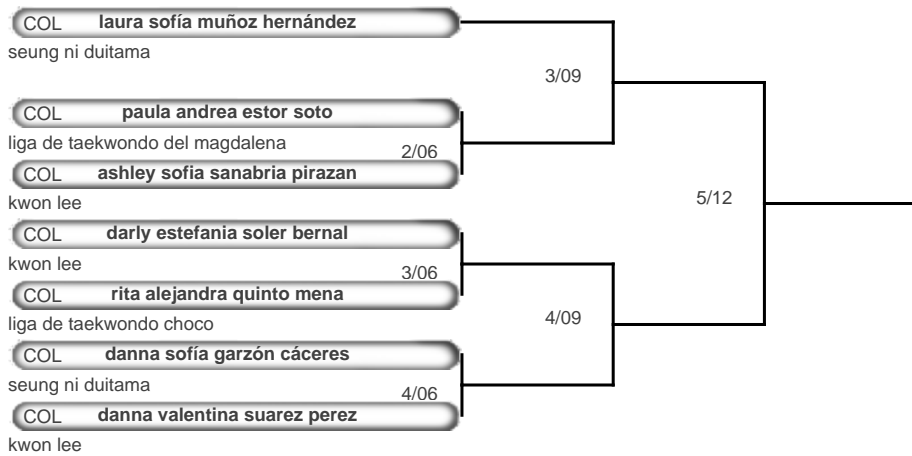 COL laura sofía muñoz hernández
seung ni duitama
3/09
COL paula andrea estor soto
liga de taekwondo del magdalena
2/06
COL ashley sofia sanabria pirazan
kwon lee
5/12
COL darly estefania soler bernal
kwon lee
3/06
COL rita alejandra quinto mena
liga de taekwondo choco
4/09
COL danna sofía garzón cáceres
seung ni duitama
4/06
COL danna valentina suarez perez
kwon lee